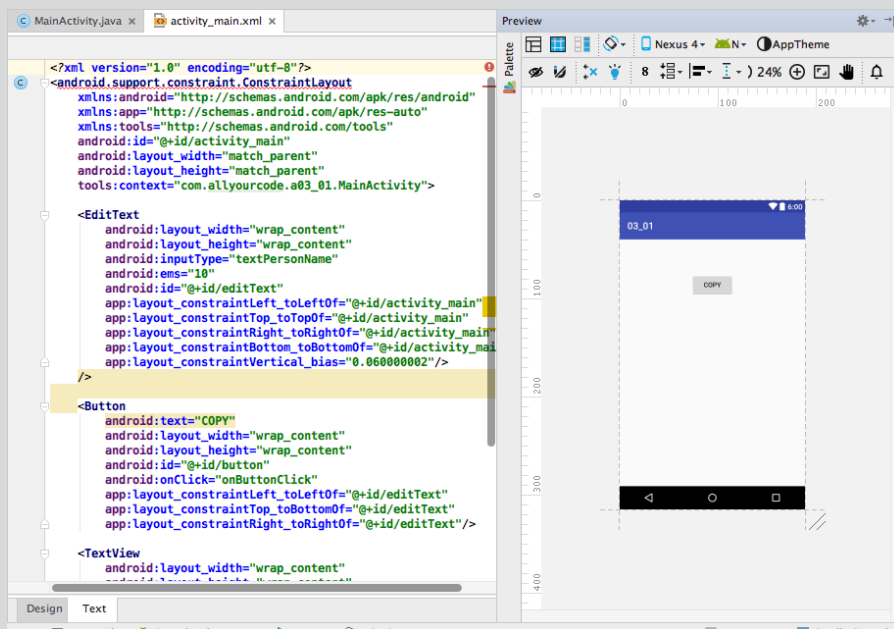 MainActivity.java
activity_main.xml
<?xml version="1.0" encoding="utf-8"?>
<android.support.constraint.ConstraintLayout
xmlns:android="http://schemas.android.com/apk/res/android"
xmlns:app="http://schemas.android.com/apk/res-auto"
xmlns:tools="http://schemas.android.com/tools"
android:id="@+id/activity_main"
android:layout_width="match_parent"
android:layout_height="match_parent"
tools:context="com.allyourcode.a03_01.MainActivity">
<EditText
android:layout_width="wrap_content"
android:layout_height="wrap_content"
android:inputType="textPersonName"
android:ems="10"
android:id="@+id/editText"
app:layout_constraintLeft_toLeftOf="@+id/activity_main"
app:layout_constraintTop_toTopOf="@+id/activity_main"
app:layout_constraintRight_toRightOf="@+id/activity_main"
app:layout_constraintBottom_toBottomOf="@+id/activity_mai
app:layout_constraintVertical_bias="0.060000002"/>
/>
<Button
android:text="COPY"
android:layout_width="wrap_content"
android:layout_height="wrap_content"
android:id="@+id/button"
android:onClick="onButtonClick"
app:layout_constraintLeft_toLeftOf="@+id/editText"
app:layout_constraintTop_toBottomOf="@+id/editText"
app:layout_constraintRight_toRightOf="@+id/editText"/>
<TextView
android:layout_width="wrap_content"
Design
Text
Preview
Palette
Nexus 4
N
AppTheme
8
24%
0
100
200
0
100
200
300
400
6:00
03_01
COPY